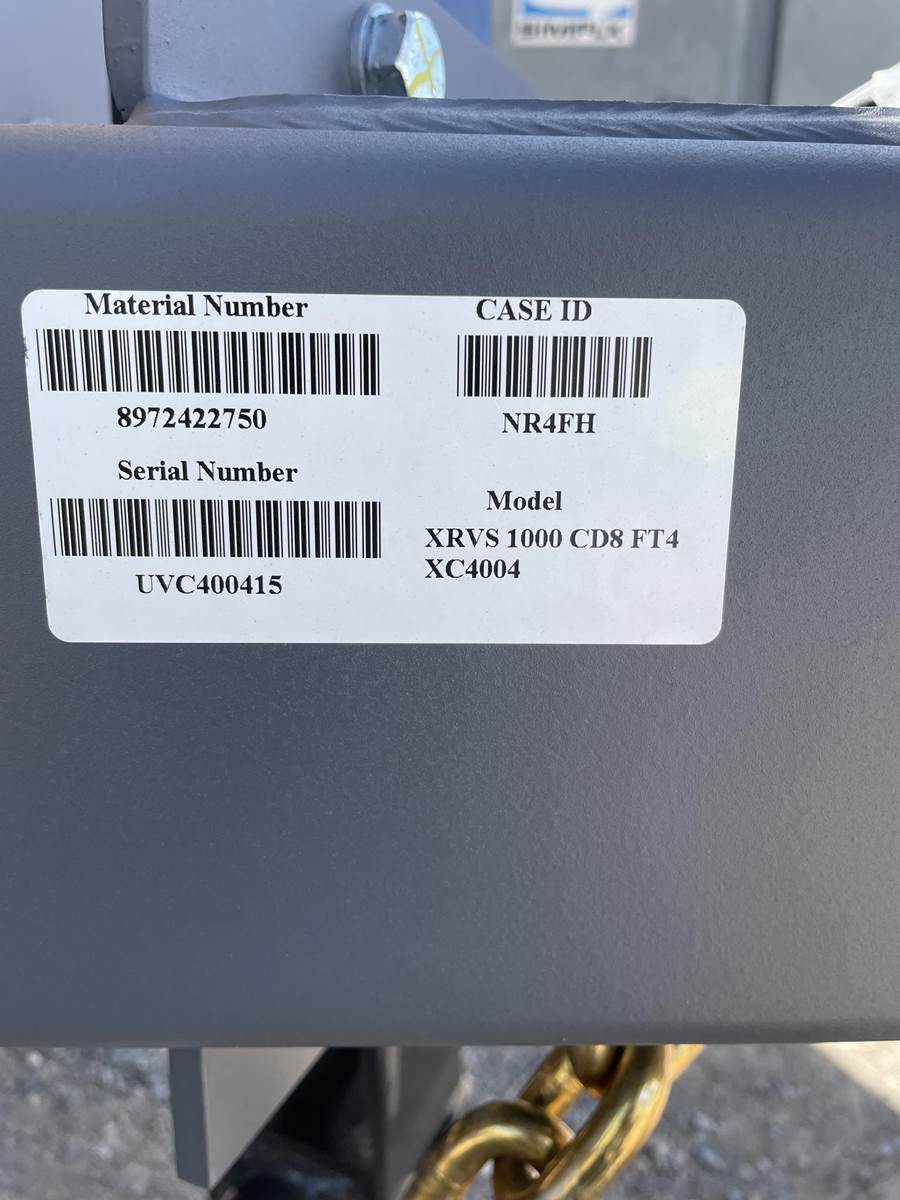 Material Number
8972422750
Serial Number
UVC400415
CASE ID
NR4FH
Model
XRVS 1000 CD8 FT4
XC4004